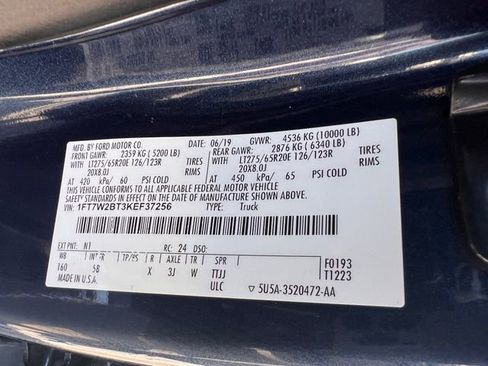 MFD. BY FORD MOTOR CO.
06/19 GVWR: 4536 KG (10000 LB)
FRONT GAWR: 2359 KG (5200 LB) REAR GAWR: 2876 KG (6340 LB)
WITH LT275/65R20E 126/123R TIRES WITH LT275/65R20E 126/123R TIRES
20X8.0J RIMS 20X8.0J RIMS
AT 420 kPa/ 60 PSI COLD AT 450 kPa/ 65 PSI COLD
THIS VEHICLE CONFORMS TO ALL APPLICABLE FEDERAL MOTOR VEHICLE
SAFETY STANDARDS IN EFFECT ON THE DATE OF MANUFACTURE SHOWN ABOVE.
VIN: 1FT7W2BT3KEF37256 TYPE: Truck
EXT PNT: N1 RC: 24 DSO:
WB INT TR TP/PS R AXLE TR SPR
160 5B X 3J W TTJJ F0193
ULC T1223
5U5A-3520472-AA